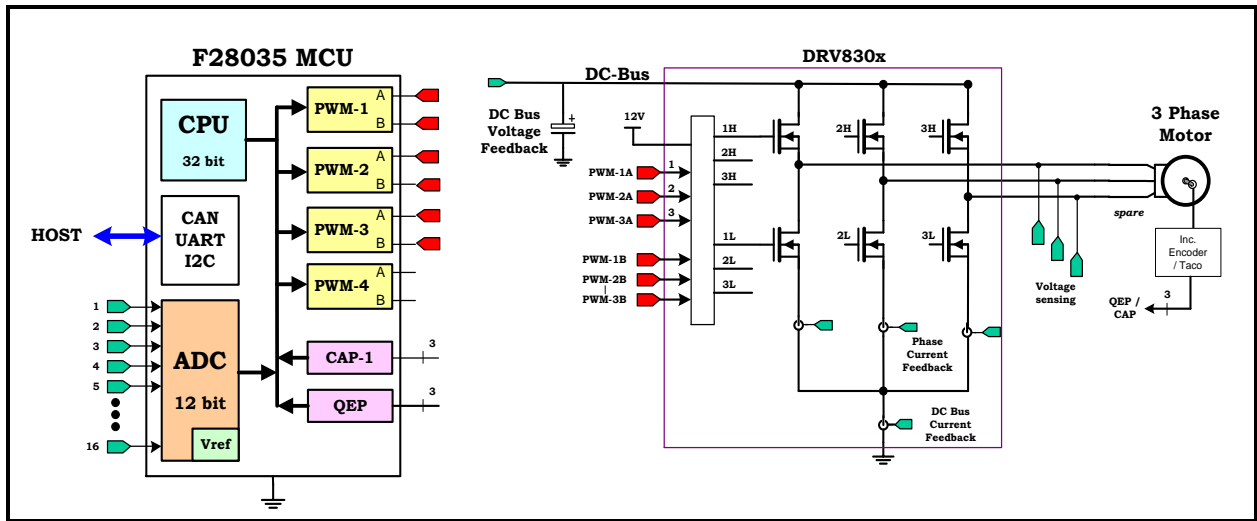 F28035 MCU
CPU
32 bit
CAN
UART
I2C
HOST
ADC
12 bit
Vref
1
2
3
4
5
16
PWM-1
A
B
PWM-2
A
B
PWM-3
A
B
PWM-4
A
B
CAP-1
3
QEP
3
DRV830x
DC-Bus
DC Bus
Voltage
Feedback
+
12V
PWM-1A
1
PWM-2A
2
PWM-3A
3
PWM-1B
PWM-2B
PWM-3B
1H
2H
3H
1L
2L
3L
2H
3H
2L
3L
Phase
Current
Feedback
DC Bus
Current
Feedback
3 Phase
Motor
spare
Voltage
sensing
Inc.
Encoder
/ Taco
QEP /
CAP
3